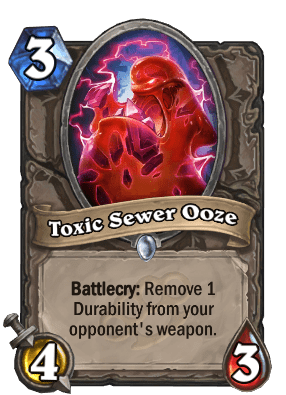 3
Toxic Sewer Ooze
Battlecry: Remove 1
Durability from your
opponent's weapon.
4
3